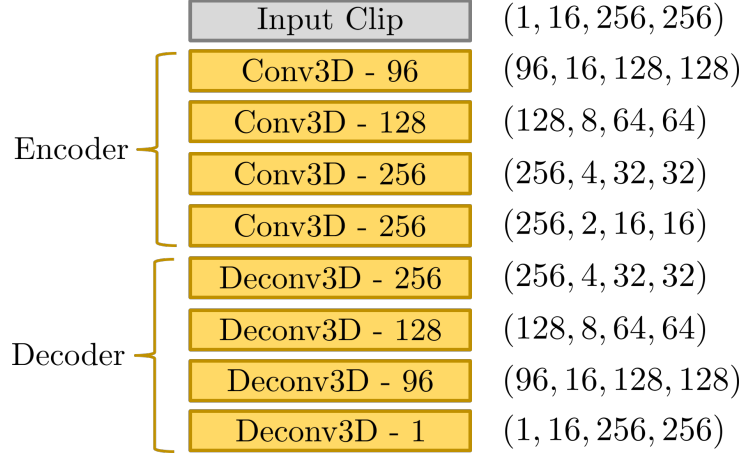 Input Clip (1, 16, 256, 256)
Conv3D - 96 (96, 16, 128, 128)
Conv3D - 128 (128, 8, 64, 64)
Encoder
Conv3D - 256 (256, 4, 32, 32)
Conv3D - 256 (256, 2, 16, 16)
Deconv3D - 256 (256, 4, 32, 32)
Deconv3D - 128 (128, 8, 64, 64)
Decoder
Deconv3D - 96 (96, 16, 128, 128)
Deconv3D - 1 (1, 16, 256, 256)